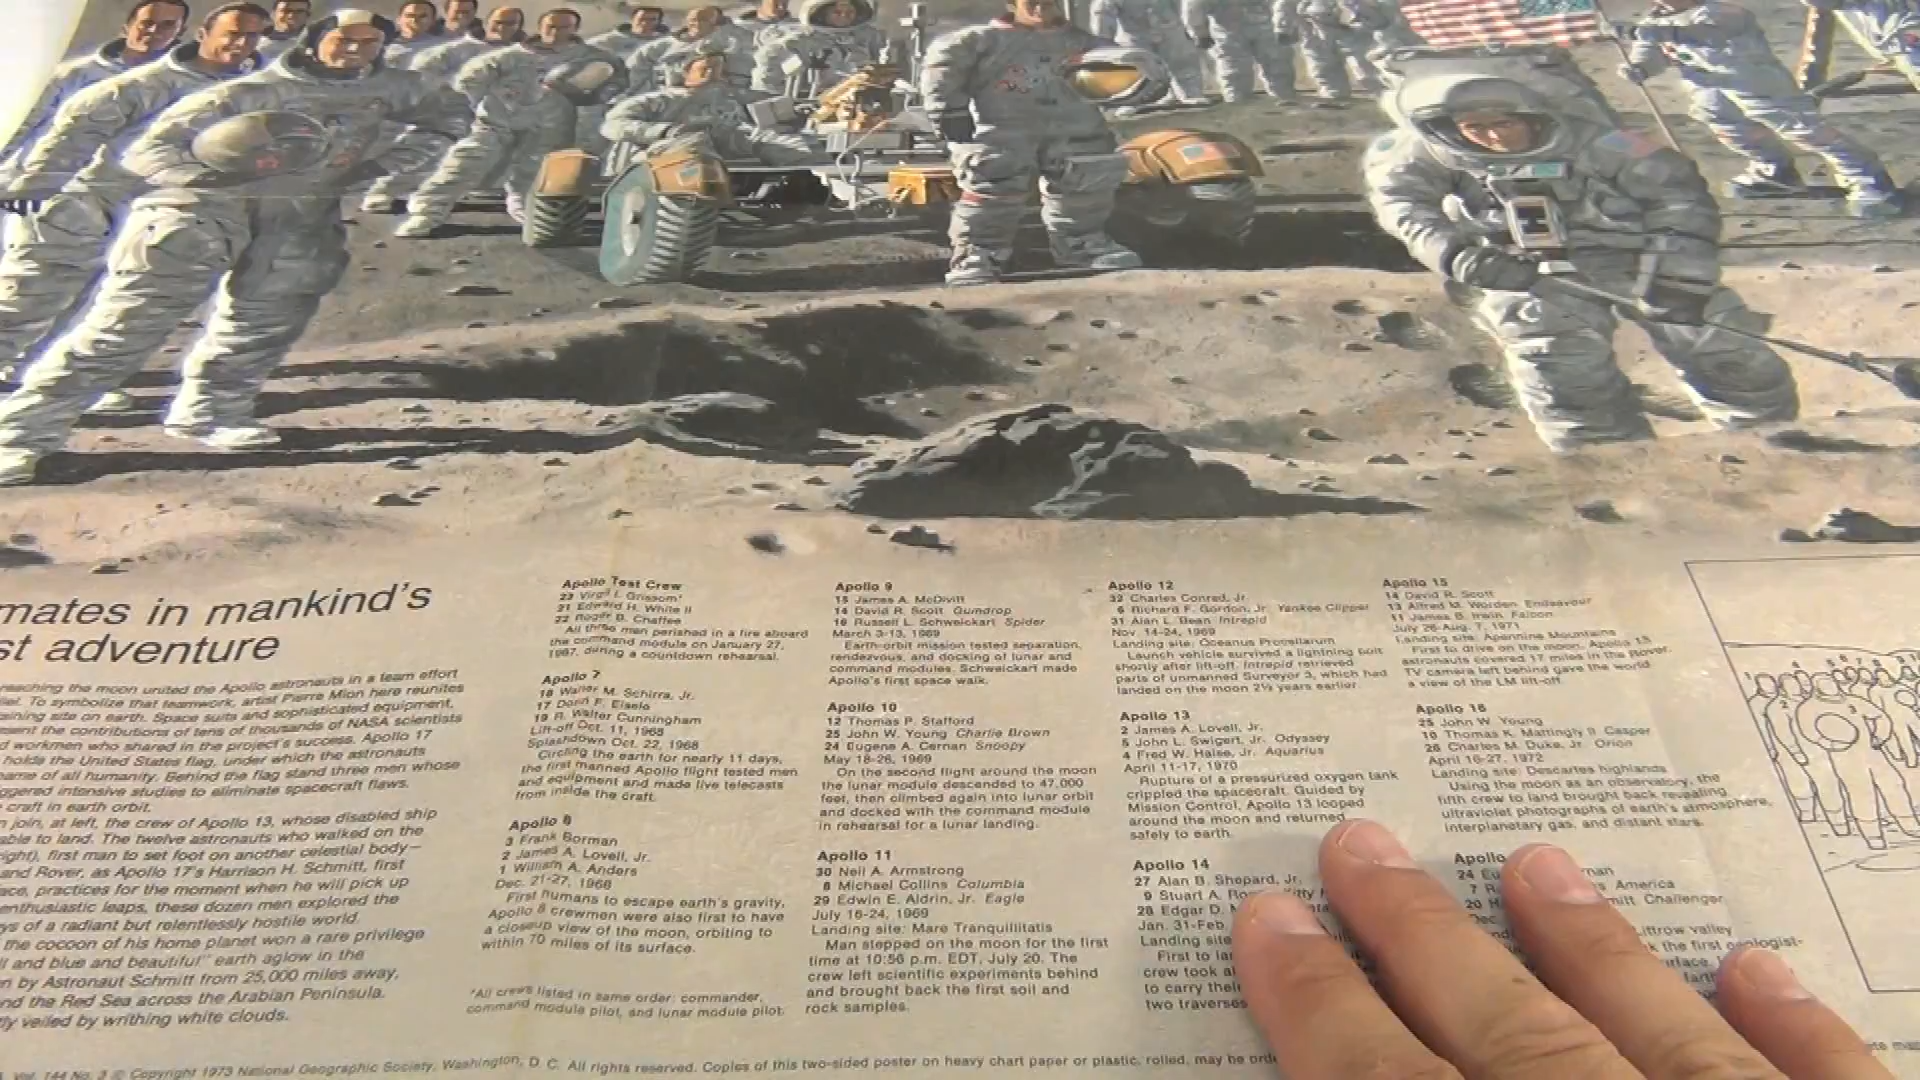 mates in mankind's
st adventure
reaching the moon united the Apollo astronauts in a team effort
To symbolize that teamwork, artist Pierre Mion here reunites
aining site on earth. Space suits and sophisticated equipment,
the contributions of tens of thousands of NASA scientists
d workmen who shared in the project's success. Apollo 17
holds the United States flag, under which the astronauts
name of all humanity. Behind the flag stand three men whose
ggered intensive studies to eliminate spacecraft flaws.
craft in earth orbit.
join, at left, the crew of Apollo 13, whose disabled ship
able to land. The twelve astronauts who walked on the
right), first man to set foot on another celestial body—
and Rover, as Apollo 17's Harrison H. Schmitt, first
ace, practices for the moment when he will pick up
enthusiastic leaps, these dozen men explored the
ys of a radiant but relentlessly hostile world.
the cocoon of his home planet won a rare privilege
ll and blue and beautiful" earth aglow in the
n by Astronaut Schmitt from 25,000 miles away,
nd the Red Sea across the Arabian Peninsula.
tly veiled by writhing white clouds.
Apollo Test Crew
23 Virgil I. Grissom*
21 Edward H. White II
22 Roger B. Chaffee
All three men perished in a fire aboard
the command module on January 27,
1967, during a countdown rehearsal.
Apollo 7
18 Walter M. Schirra, Jr.
17 Donn F. Eisele
19 R. Walter Cunningham
Lift-off Oct. 11, 1968
Splashdown Oct. 22, 1968
Circling the earth for nearly 11 days,
the first manned Apollo flight tested men
and equipment and made live telecasts
from inside the craft.
Apollo 8
3 Frank Borman
2 James A. Lovell, Jr.
1 William A. Anders
Dec. 21-27, 1968
First humans to escape earth's gravity,
Apollo 8 crewmen were also first to have
a closeup view of the moon, orbiting to
within 70 miles of its surface.
*All crews listed in same order: commander,
command module pilot, and lunar module pilot.
Apollo 9
15 James A. McDivitt
14 David R. Scott Gumdrop
16 Russell L. Schweickart Spider
March 3-13, 1969
Earth-orbit mission tested separation,
rendezvous, and docking of lunar and
command modules. Schweickart made
Apollo's first space walk.
Apollo 10
12 Thomas P. Stafford
25 John W. Young Charlie Brown
24 Eugene A. Cernan Snoopy
May 18-26, 1969
On the second flight around the moon
the lunar module descended to 47,000
feet, then climbed again into lunar orbit
and docked with the command module
in rehearsal for a lunar landing.
Apollo 11
30 Neil A. Armstrong
8 Michael Collins Columbia
29 Edwin E. Aldrin, Jr. Eagle
July 16-24, 1969
Landing site: Mare Tranquillitatis
Man stepped on the moon for the first
time at 10:56 p.m. EDT, July 20. The
crew left scientific experiments behind
and brought back the first soil and
rock samples.
Apollo 12
32 Charles Conrad, Jr.
6 Richard F. Gordon, Jr. Yankee Clipper
31 Alan L. Bean Intrepid
Nov. 14-24, 1969
Landing site: Oceanus Procellarum
Launch vehicle survived a lightning bolt
shortly after lift-off. Intrepid retrieved
parts of unmanned Surveyor 3, which had
landed on the moon 2½ years earlier.
Apollo 13
2 James A. Lovell, Jr.
5 John L. Swigert, Jr. Odyssey
4 Fred W. Haise, Jr. Aquarius
April 11-17, 1970
Rupture of a pressurized oxygen tank
crippled the spacecraft. Guided by
Mission Control, Apollo 13 looped
around the moon and returned
safely to earth.
Apollo 14
27 Alan B. Shepard, Jr.
9 Stuart A. Kitty
28 Edgar D.
Jan. 31-Feb.
Landing site
First to la
crew took a
to carry their
two traverses
Apollo 15
14 David R. Scott
13 Alfred M. Worden Endeavour
11 James B. Irwin Falcon
July 26-Aug. 7, 1971
Landing site: Apennine Mountains
First to drive on the moon, Apollo 15
astronauts covered 17 miles in the Rover.
TV camera left behind gave the world
a view of the LM lift-off.
Apollo 16
25 John W. Young
10 Thomas K. Mattingly II Casper
26 Charles M. Duke, Jr. Orion
April 16-27, 1972
Landing site: Descartes highlands
Using the moon as an observatory, the
fifth crew to land brought back revealing
ultraviolet photographs of earth's atmosphere,
interplanetary gas, and distant stars.
Apollo
24 Eu nan
7 R America
20 H mitt Challenger
Dec.
Littrow valley
k the first geologist-
Vol. 144 No. 3 © Copyright 1973 National Geographic Society, Washington, D. C. All rights reserved. Copies of this two-sided poster on heavy chart paper or plastic, rolled, may be ord